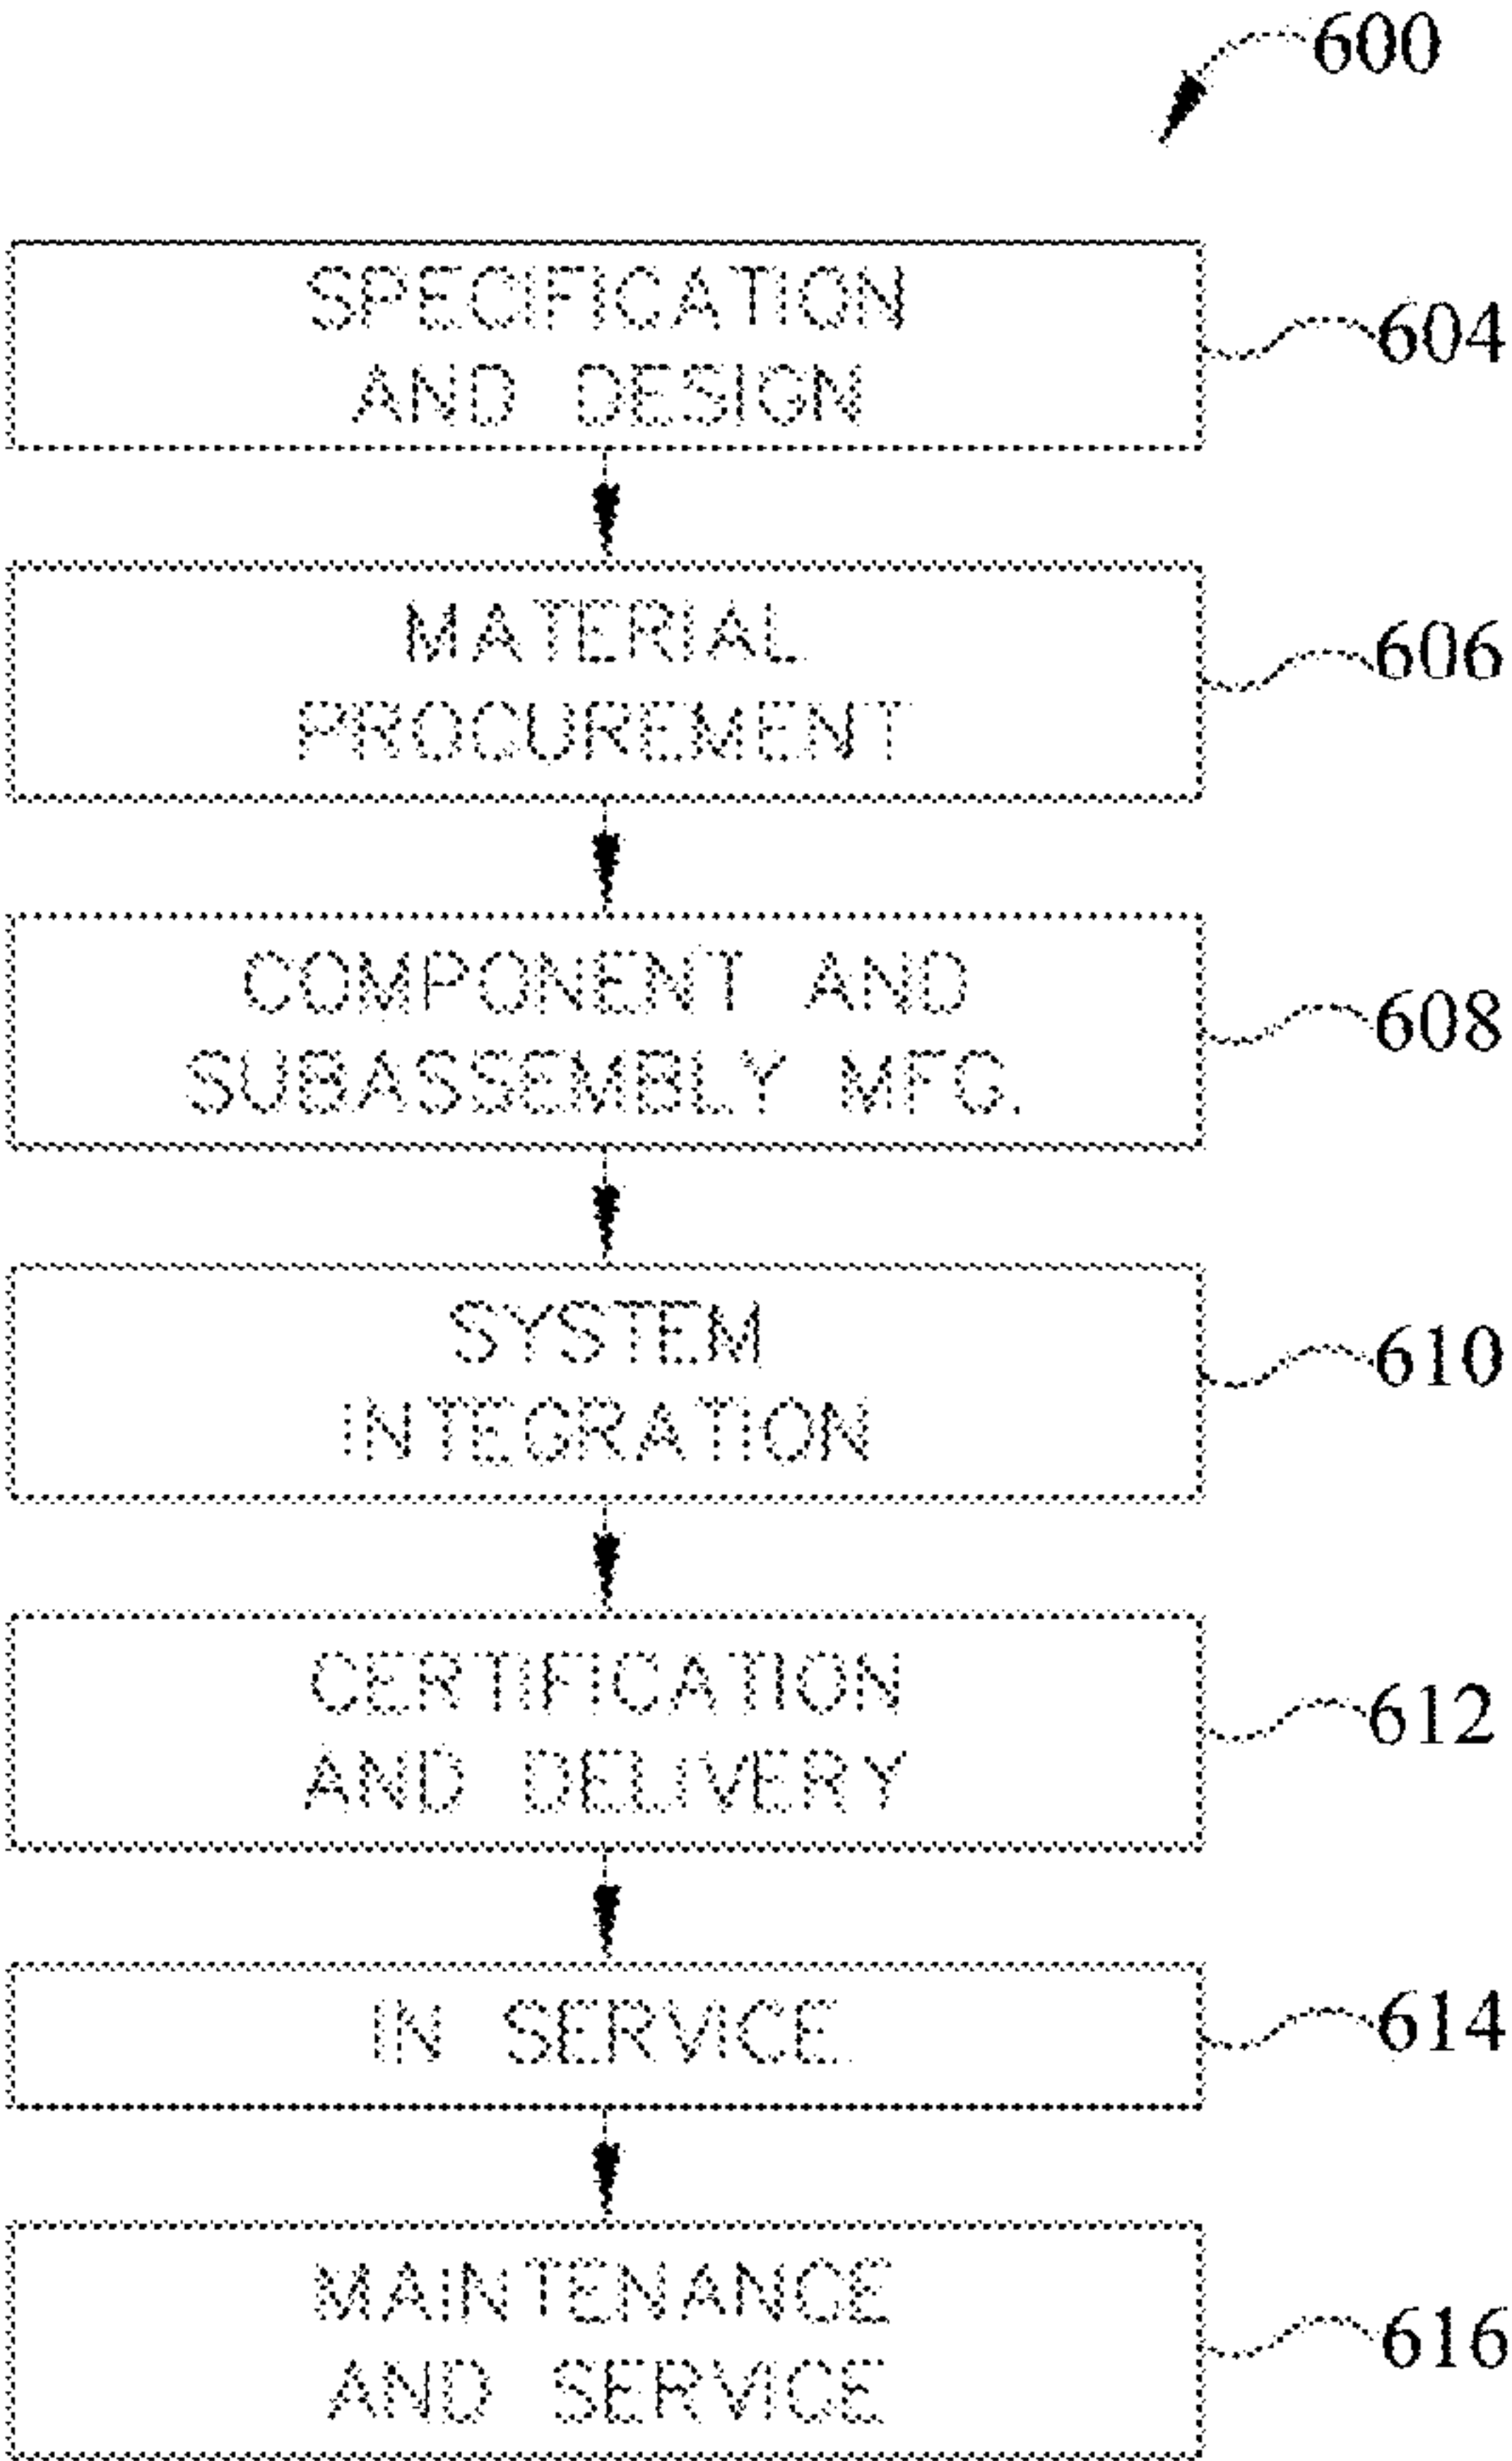 600
SPECIFICATION
AND DESIGN
604
MATERIAL
PROCUREMENT
606
COMPONENT AND
SUBASSEMBLY MFG.
608
SYSTEM
INTEGRATION
610
CERTIFICATION
AND DELIVERY
612
IN SERVICE
614
MAINTENANCE
AND SERVICE
616